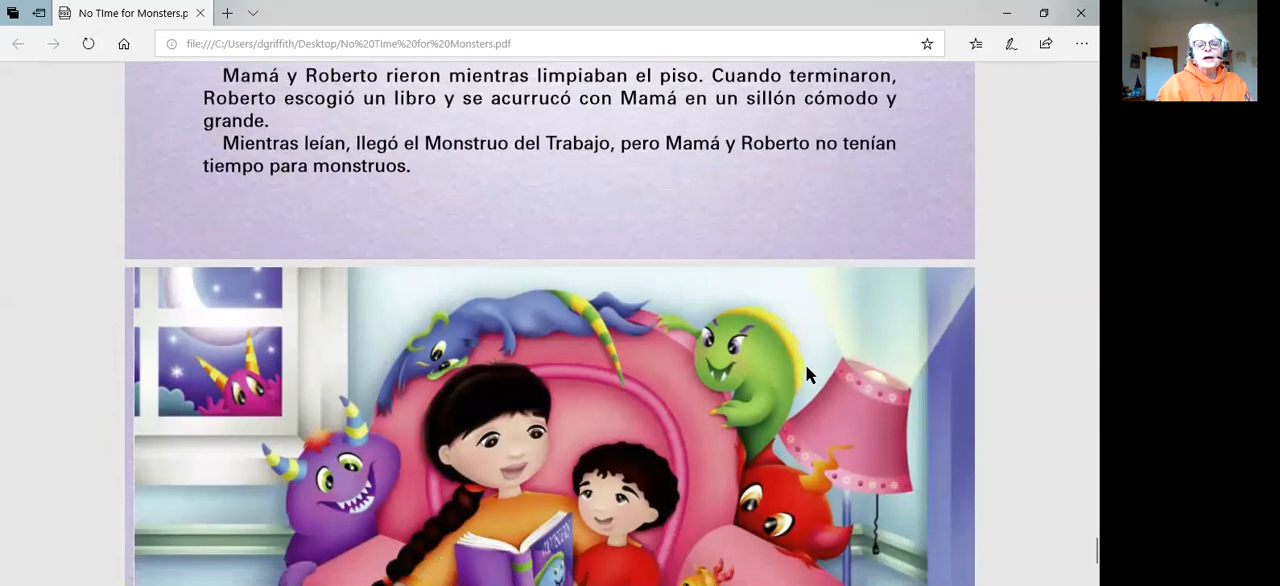 No TIme for Monsters.p
file:///C:/Users/dgriffith/Desktop/No%20TIme%20for%20Monsters.pdf
Mamá y Roberto rieron mientras limpiaban el piso. Cuando terminaron,
Roberto escogió un libro y se acurrucó con Mamá en un sillón cómodo y
grande.
Mientras leían, llegó el Monstruo del Trabajo, pero Mamá y Roberto no tenían
tiempo para monstruos.